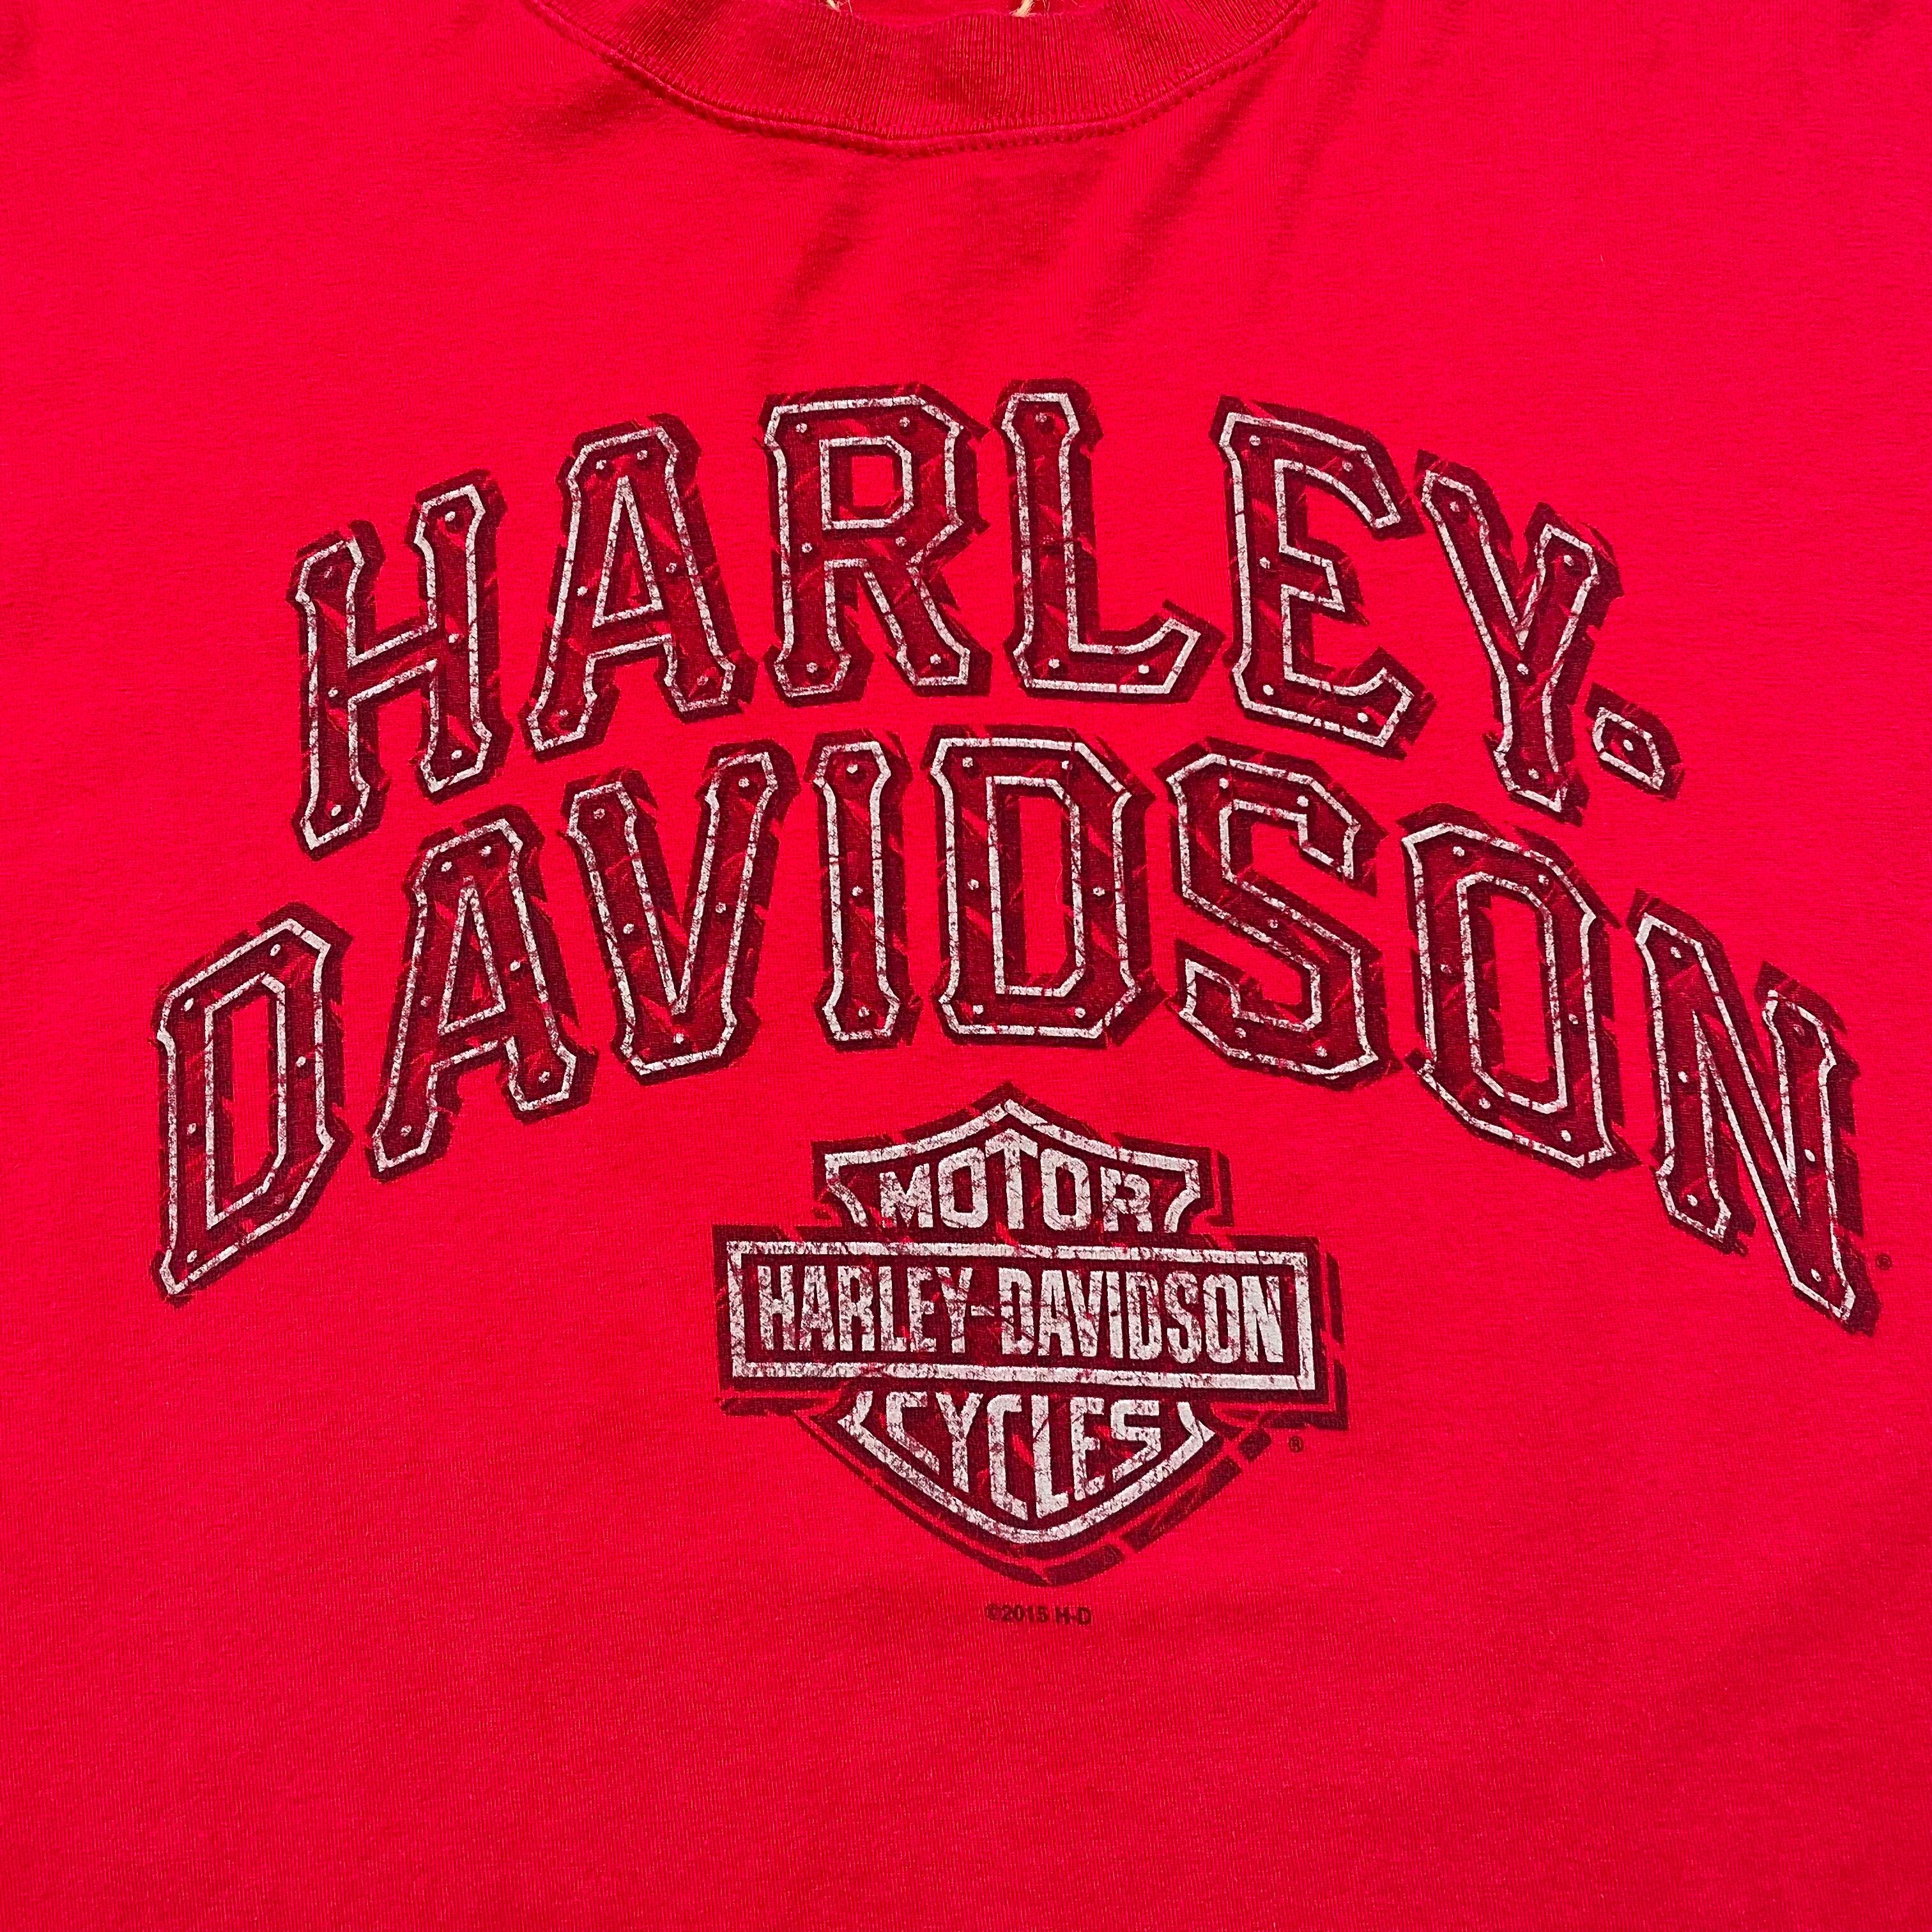 HARLEY-
DAVIDSON®
MOTOR
HARLEY-DAVIDSON
CYCLES
®
©2015 H-D